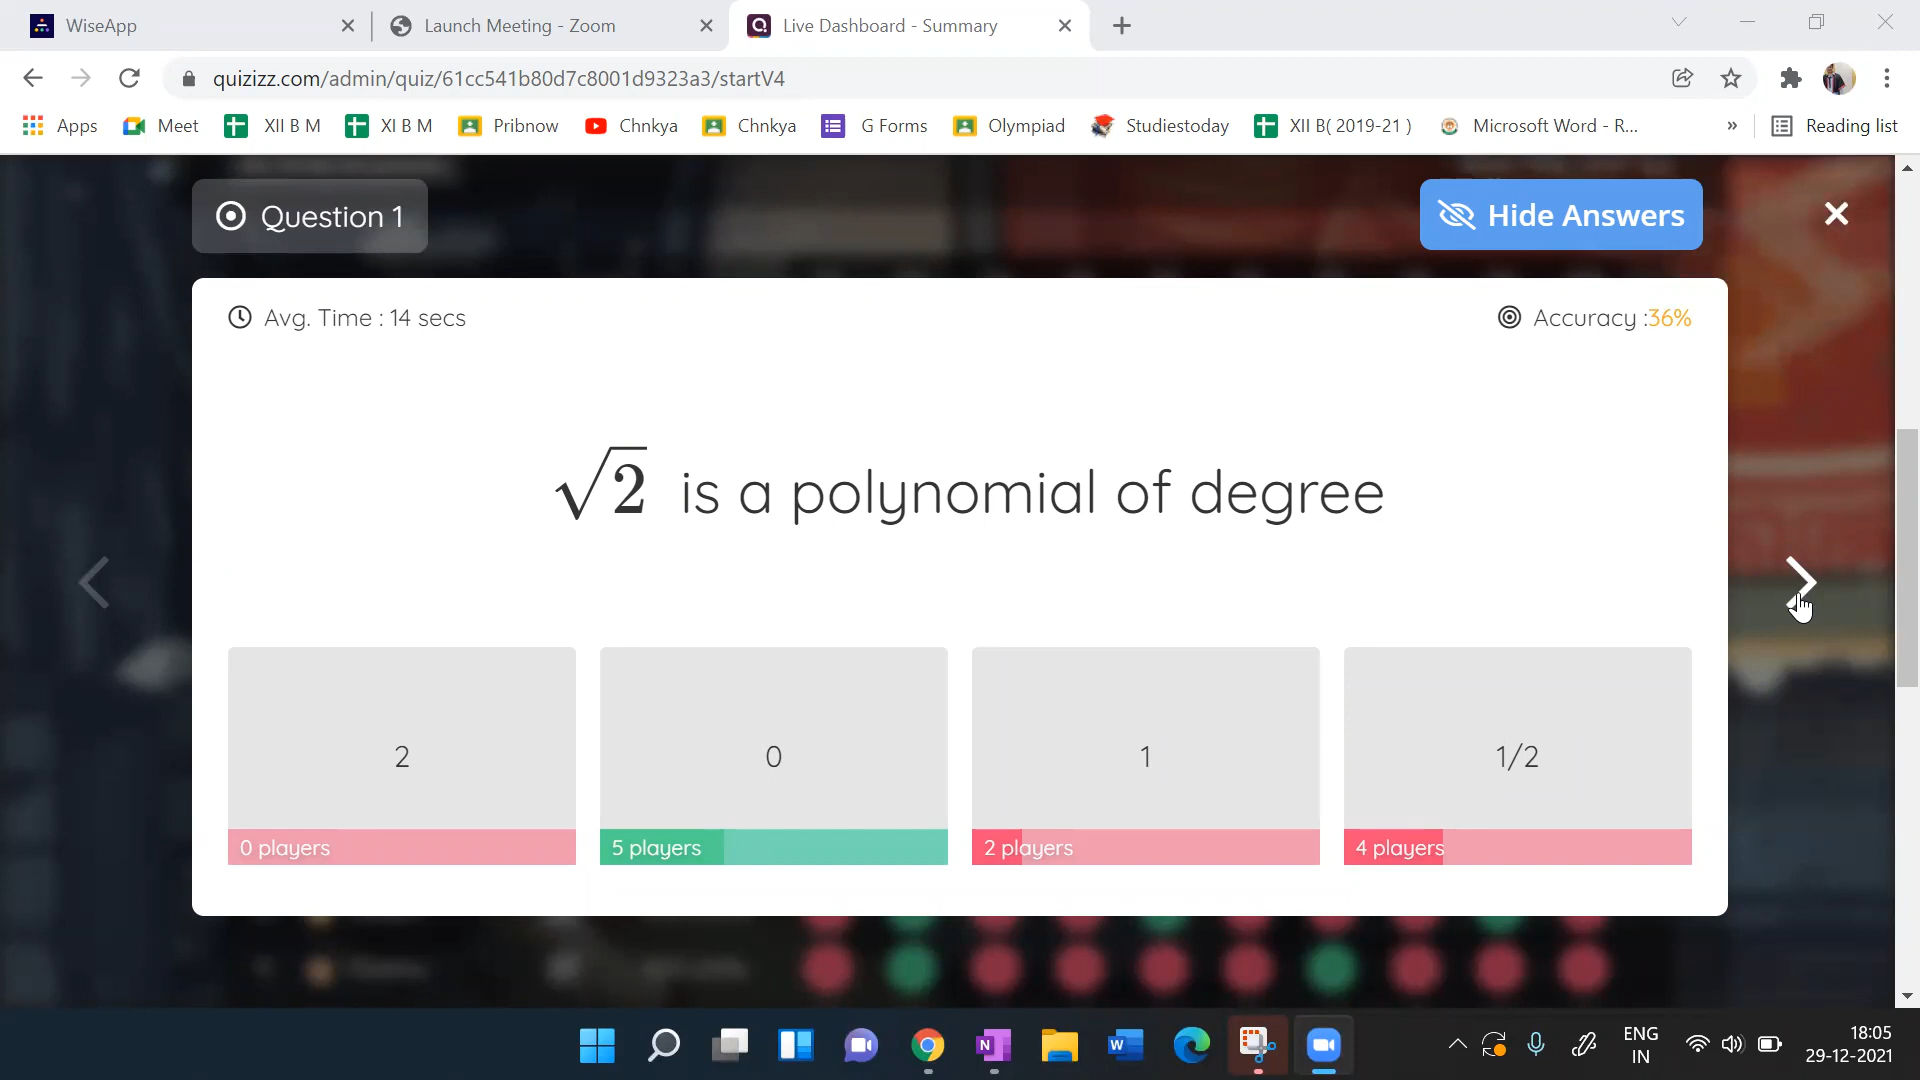 WiseApp
Launch Meeting - Zoom
Live Dashboard - Summary
quizizz.com/admin/quiz/61cc541b80d7c8001d9323a3/startV4
Apps Meet XII B M XI B M Pribnow Chnkya Chnkya G Forms Olympiad Studiestoday XII B( 2019-21 ) Microsoft Word - R... » Reading list
Question 1
Hide Answers
Avg. Time : 14 secs
Accuracy :36%
√2 is a polynomial of degree
2
0
1
1/2
0 players
5 players
2 players
4 players
ENG
IN
18:05
29-12-2021